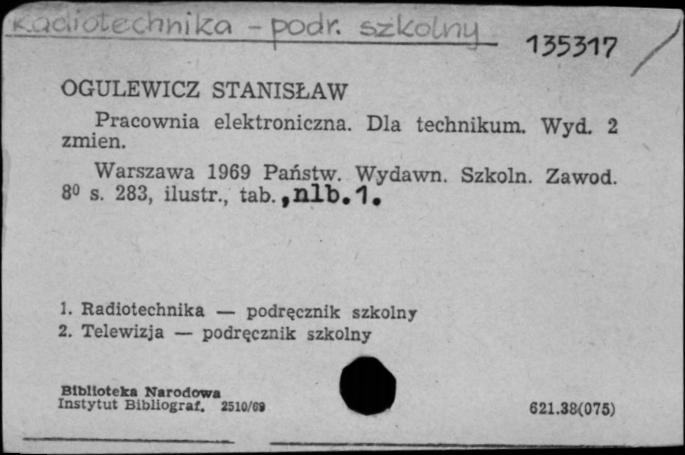 Radiotechnika - podr. szkolny
135317
OGULEWICZ STANISŁAW
Pracownia elektroniczna. Dla technikum. Wyd. 2
zmien.
Warszawa 1969 Państw. Wydawn. Szkoln. Zawod.
8⁰ s. 283, ilustr., tab., nlb. 1.
1. Radiotechnika — podręcznik szkolny
2. Telewizja — podręcznik szkolny
Biblioteka Narodowa
Instytut Bibliograf. 2510/69
621.38(075)